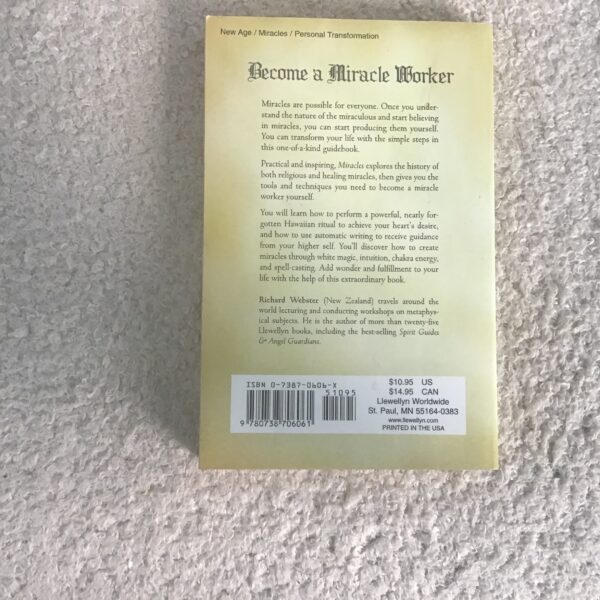 New Age / Miracles / Personal Transformation
Become a Miracle Worker
Miracles are possible for everyone. Once you under-
stand the nature of the miraculous and start believing
in miracles, you can start producing them yourself.
You can transform your life with the simple steps in
this one-of-a-kind guidebook.
Practical and inspiring, Miracles explores the history of
both religious and healing miracles, then gives you the
tools and techniques you need to become a miracle
worker yourself.
You will learn how to perform a powerful, nearly for-
gotten Hawaiian ritual to achieve your heart's desire,
and how to use automatic writing to receive guidance
from your higher self. You'll discover how to create
miracles through white magic, intuition, chakra energy,
and spell-casting. Add wonder and fulfillment to your
life with the help of this extraordinary book.
Richard Webster (New Zealand) travels around the
world lecturing and conducting workshops on metaphys-
ical subjects. He is the author of more than twenty-five
Llewellyn books, including the best-selling Spirit Guides
& Angel Guardians.
ISBN 0-7387-0606-X
51095
9 780738 706061
$10.95 US
$14.95 CAN
Llewellyn Worldwide
St. Paul, MN 55164-0383
www.llewellyn.com
PRINTED IN THE USA